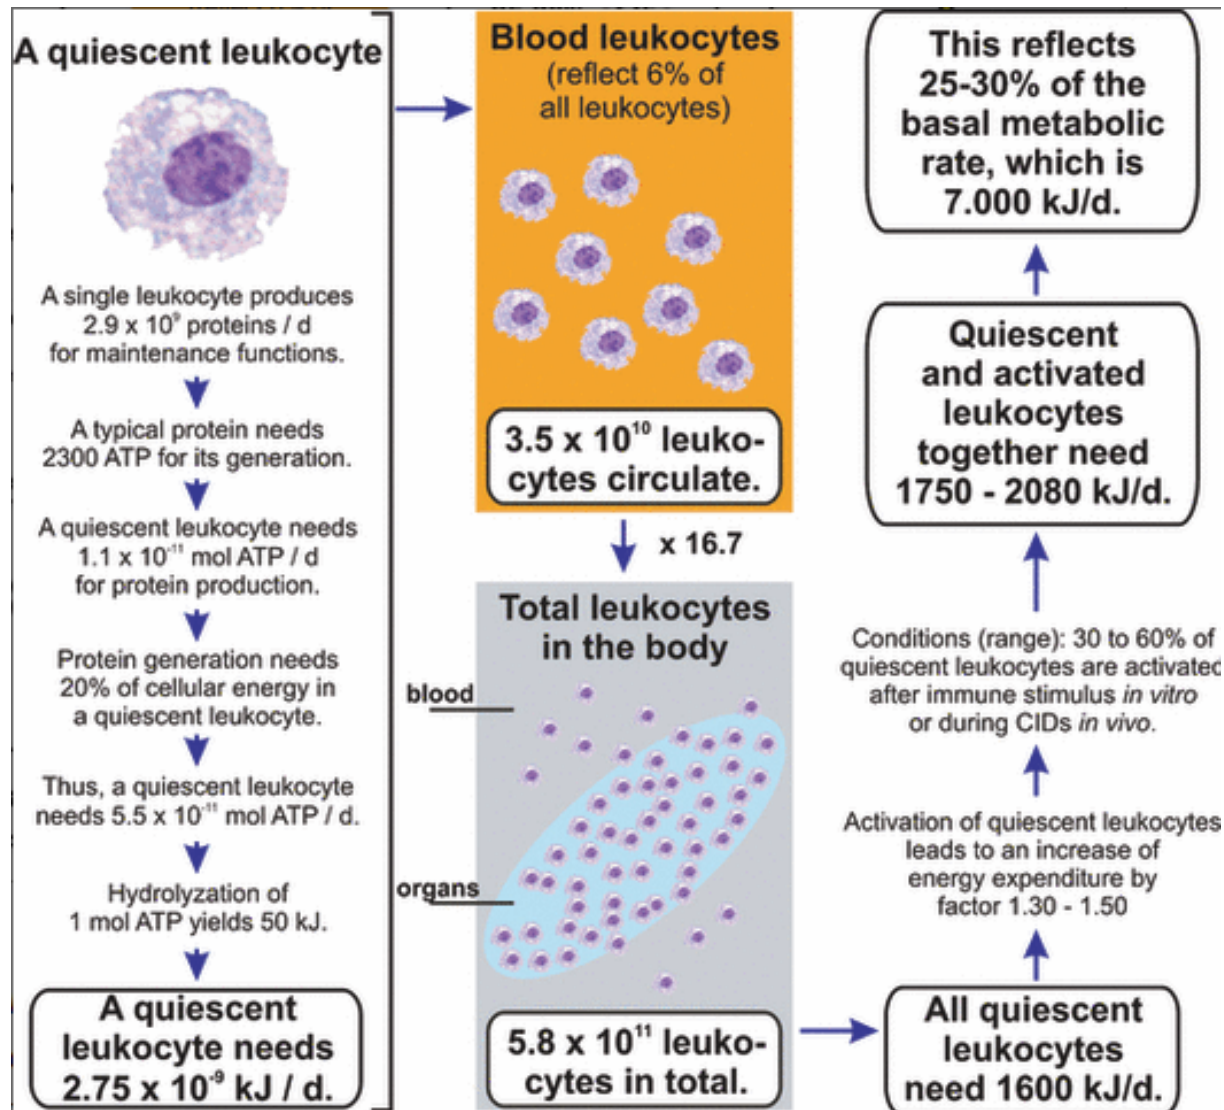 A quiescent leukocyte
A single leukocyte produces
2.9 x 10⁹ proteins / d
for maintenance functions.
A typical protein needs
2300 ATP for its generation.
A quiescent leukocyte needs
1.1 x 10⁻¹¹ mol ATP / d
for protein production.
Protein generation needs
20% of cellular energy in
a quiescent leukocyte.
Thus, a quiescent leukocyte
needs 5.5 x 10⁻¹¹ mol ATP / d.
Hydrolyzation of
1 mol ATP yields 50 kJ.
A quiescent
leukocyte needs
2.75 x 10⁻⁹ kJ / d.
Blood leukocytes
(reflect 6% of
all leukocytes)
3.5 x 10¹⁰ leuko-
cytes circulate.
x 16.7
Total leukocytes
in the body
blood
organs
5.8 x 10¹¹ leuko-
cytes in total.
All quiescent
leukocytes
need 1600 kJ/d.
Activation of quiescent leukocytes
leads to an increase of
energy expenditure by
factor 1.30 - 1.50
Conditions (range): 30 to 60% of
quiescent leukocytes are activated
after immune stimulus in vitro
or during CIDs in vivo.
Quiescent
and activated
leukocytes
together need
1750 - 2080 kJ/d.
This reflects
25-30% of the
basal metabolic
rate, which is
7.000 kJ/d.